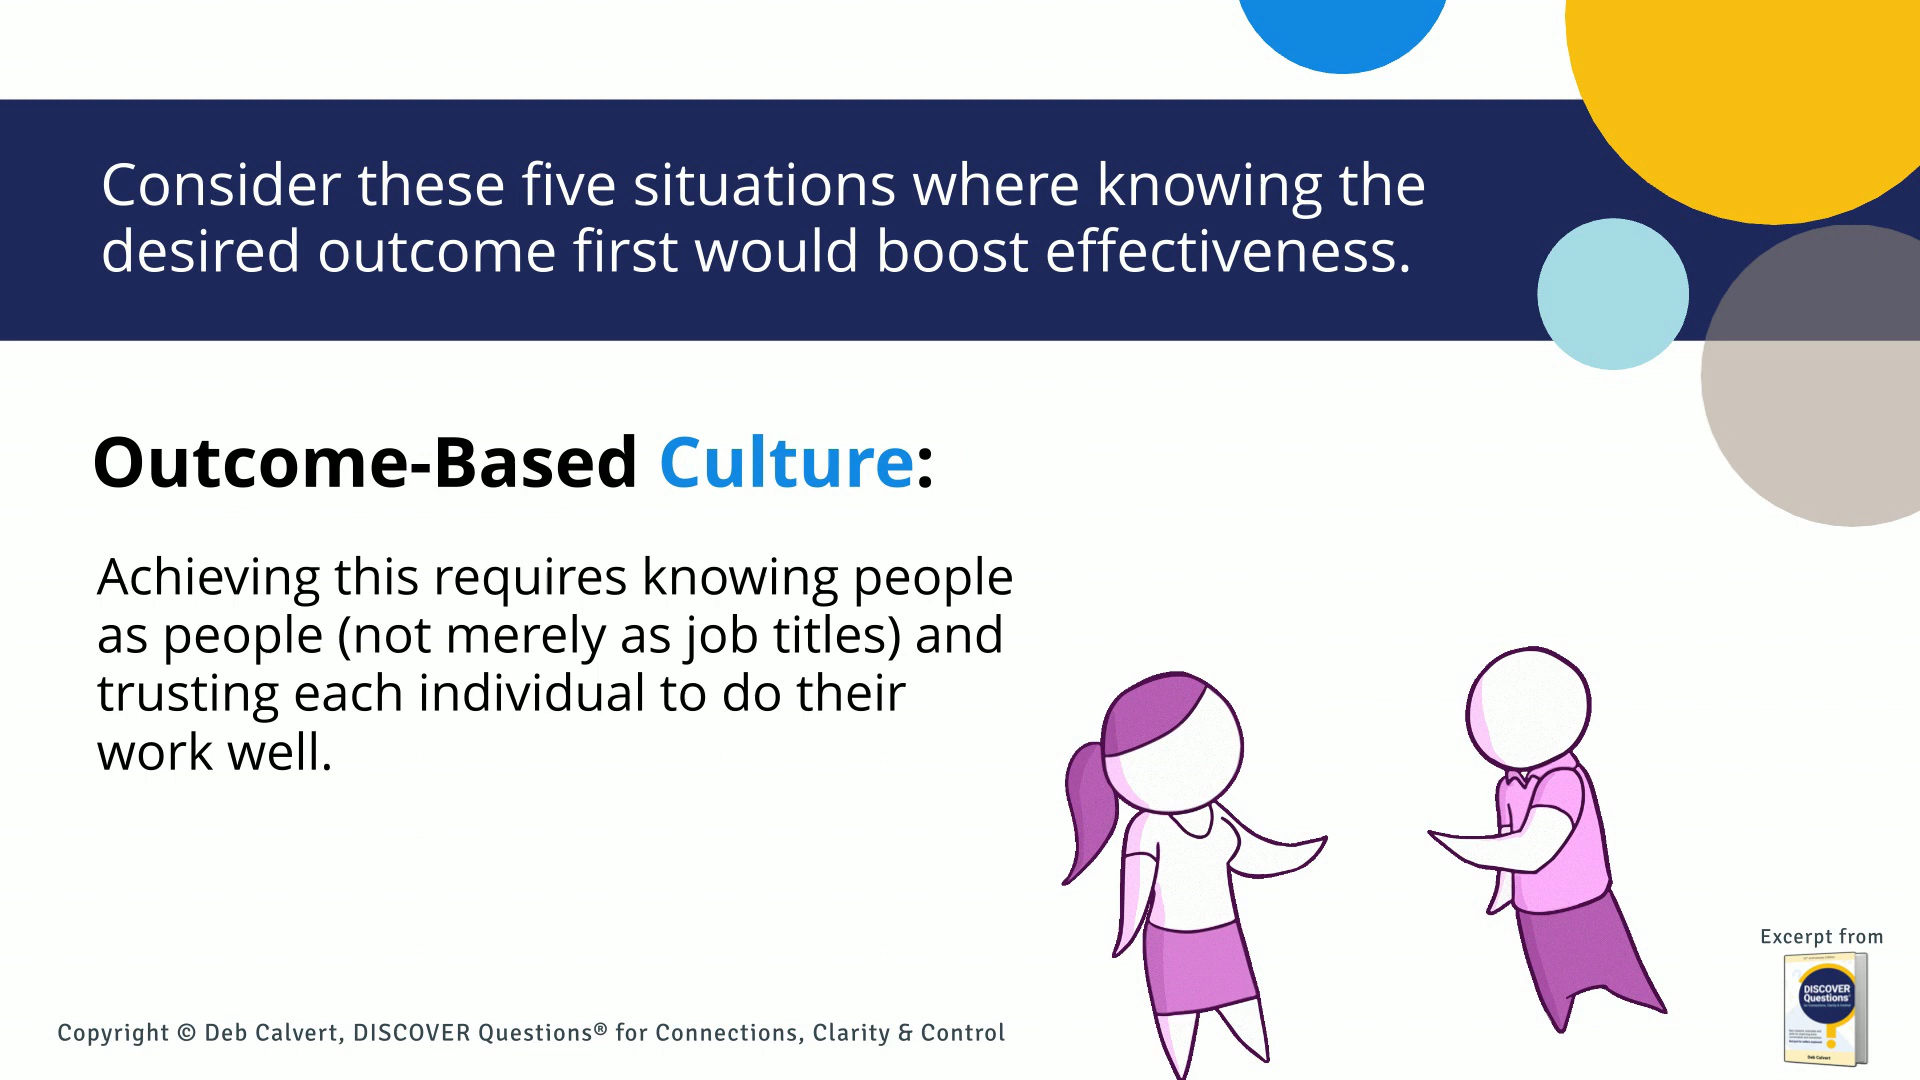 Consider these five situations where knowing the
desired outcome first would boost effectiveness.
Outcome-Based Culture:
Achieving this requires knowing people
as people (not merely as job titles) and
trusting each individual to do their
work well.
Excerpt from
DISCOVER
Questions
Deb Calvert
Copyright © Deb Calvert, DISCOVER Questions® for Connections, Clarity & Control